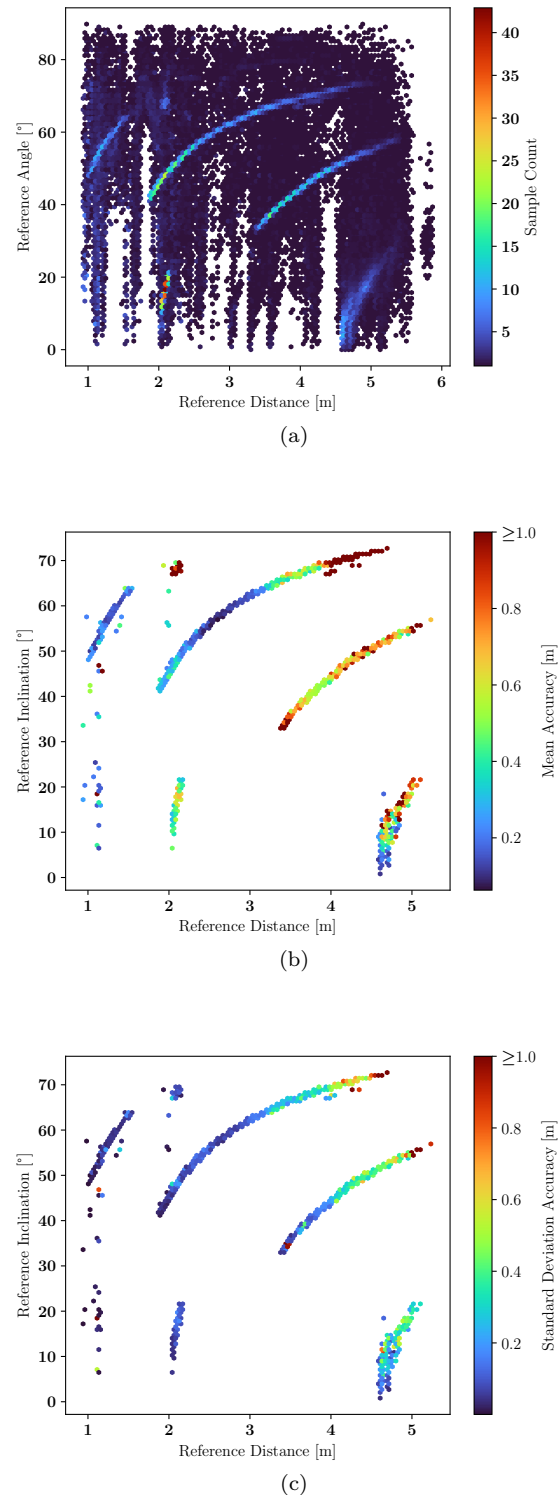 80
60
40
20
0
Reference Angle [°]
1 2 3 4 5 6
Reference Distance [m]
40
35
30
25
20
15
10
5
Sample Count
(a)
70
60
50
40
30
20
10
0
Reference Inclination [°]
1 2 3 4 5
Reference Distance [m]
≥1.0
0.8
0.6
0.4
0.2
Mean Accuracy [m]
(b)
70
60
50
40
30
20
10
0
Reference Inclination [°]
1 2 3 4 5
Reference Distance [m]
≥1.0
0.8
0.6
0.4
0.2
Standard Deviation Accuracy [m]
(c)